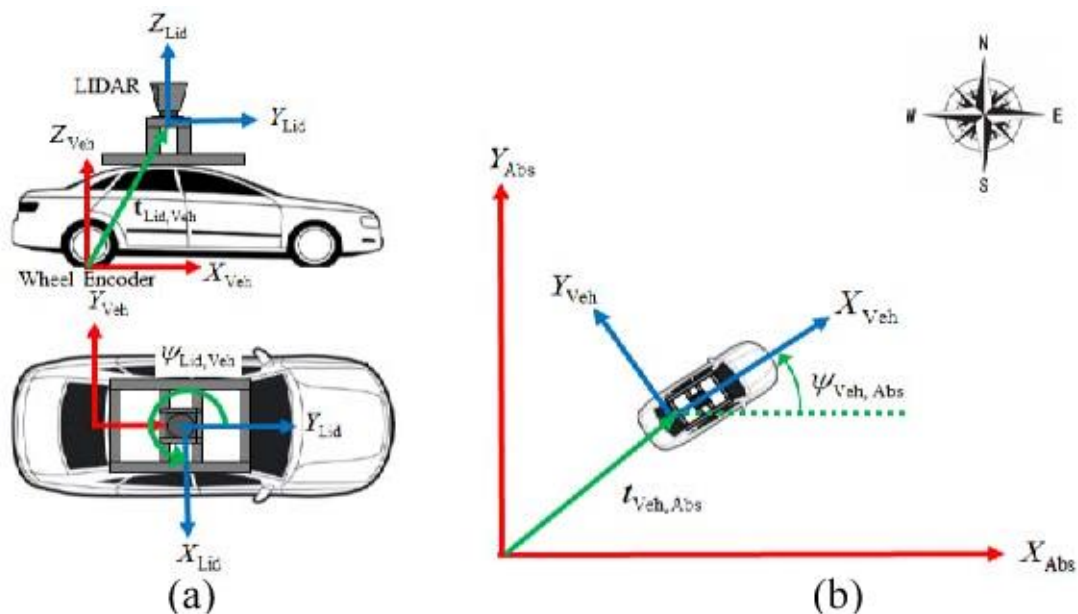 Z_Lid
LIDAR
Y_Lid
Z_Veh
t_Lid,Veh
Wheel Encoder
X_Veh
Y_Veh
ψ_Lid,Veh
Y_Lid
X_Lid
(a)
N
W
E
S
Y_Abs
Y_Veh
X_Veh
ψ_Veh, Abs
t_Veh,Abs
X_Abs
(b)